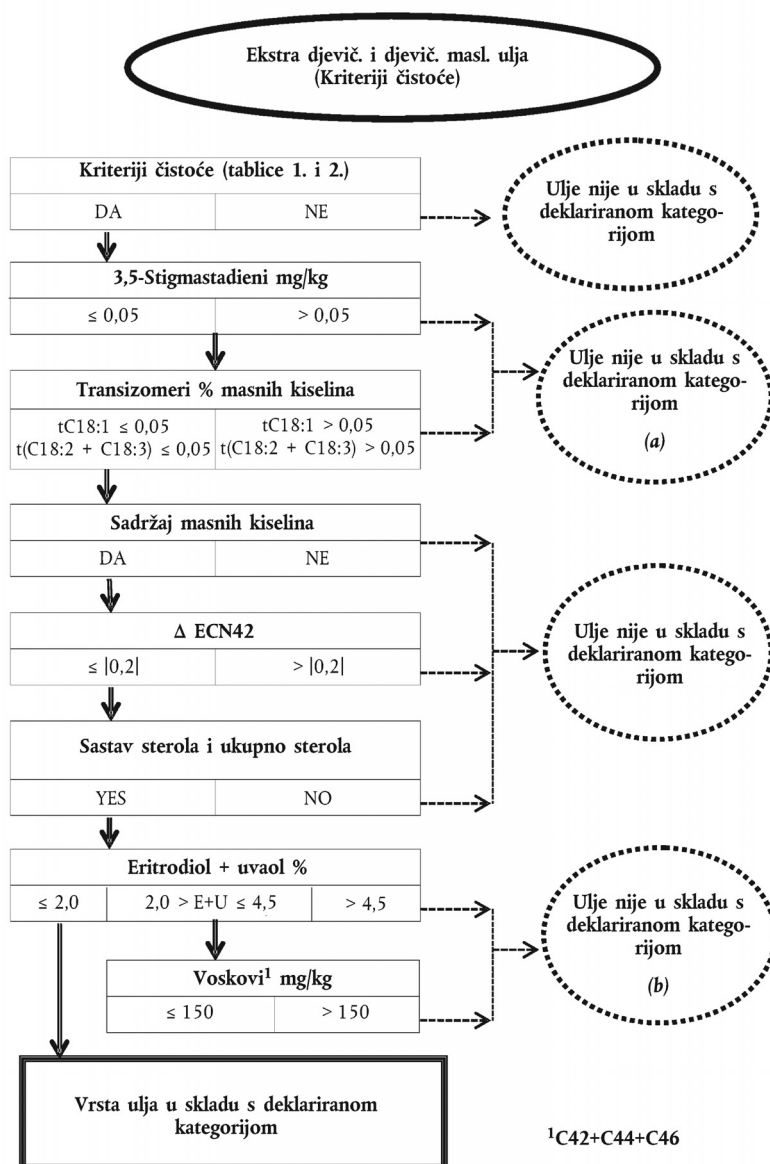 Ekstra djevič. i djevič. masl. ulja
(Kriteriji čistoće)
Kriteriji čistoće (tablice 1. i 2.)
DA
NE
Ulje nije u skladu s
deklariranom katego-
rijom
3,5-Stigmastadieni mg/kg
≤ 0,05
> 0,05
Transizomeri % masnih kiselina
tC18:1 ≤ 0,05
t(C18:2 + C18:3) ≤ 0,05
tC18:1 > 0,05
t(C18:2 + C18:3) > 0,05
Ulje nije u skladu s
deklariranom katego-
rijom
(a)
Sadržaj masnih kiselina
DA
NE
Δ ECN42
≤ |0,2|
> |0,2|
Sastav sterola i ukupno sterola
YES
NO
Ulje nije u skladu s
deklariranom katego-
rijom
Eritrodiol + uvaol %
≤ 2,0
2,0 > E+U ≤ 4,5
> 4,5
Voskovi¹ mg/kg
≤ 150
> 150
Ulje nije u skladu s
deklariranom katego-
rijom
(b)
Vrsta ulja u skladu s deklariranom
kategorijom
¹C42+C44+C46